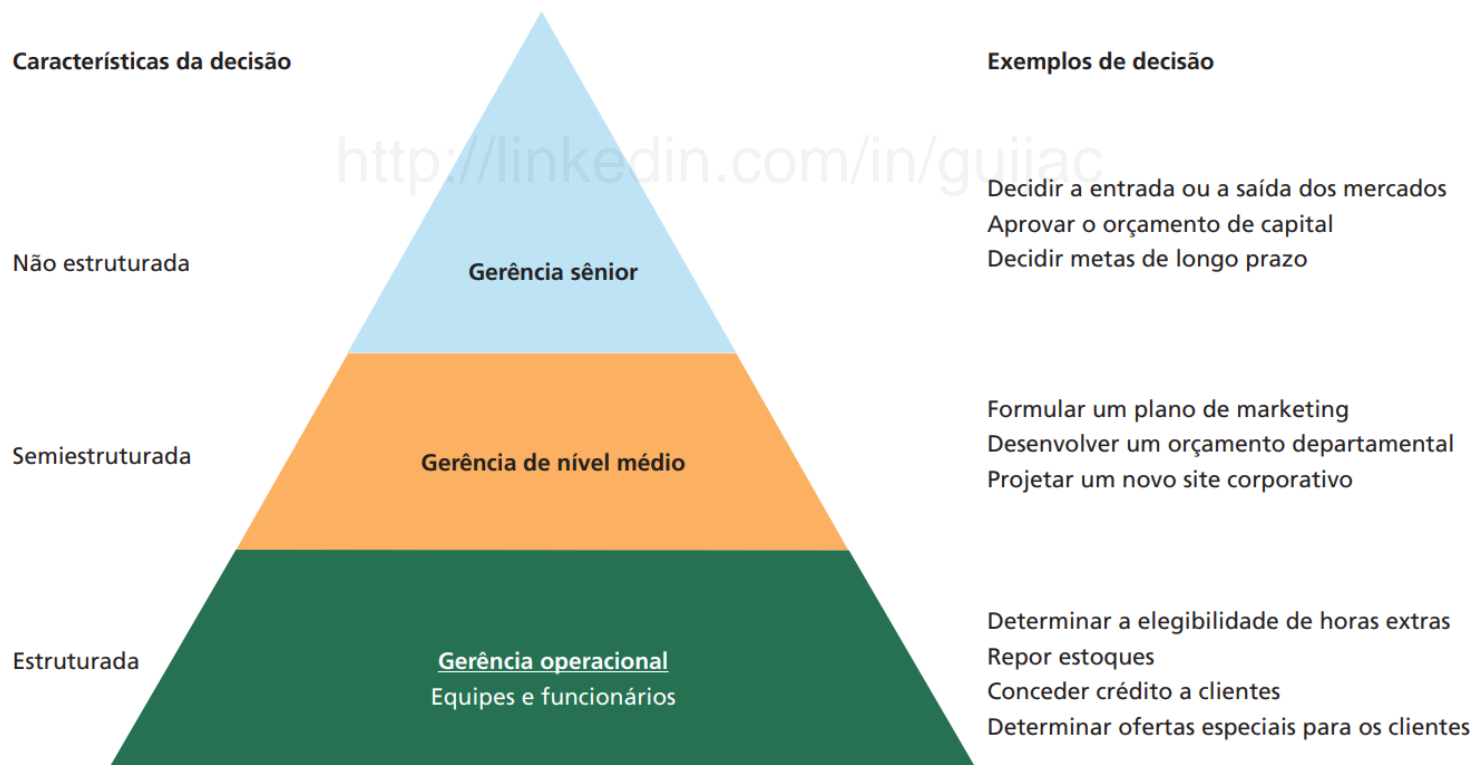 Características da decisão
Exemplos de decisão
http://linkedin.com/in/guijac
Decidir a entrada ou a saída dos mercados
Aprovar o orçamento de capital
Decidir metas de longo prazo
Não estruturada
Gerência sênior
Formular um plano de marketing
Desenvolver um orçamento departamental
Projetar um novo site corporativo
Semiestruturada
Gerência de nível médio
Determinar a elegibilidade de horas extras
Repor estoques
Conceder crédito a clientes
Determinar ofertas especiais para os clientes
Estruturada
Gerência operacional
Equipes e funcionários